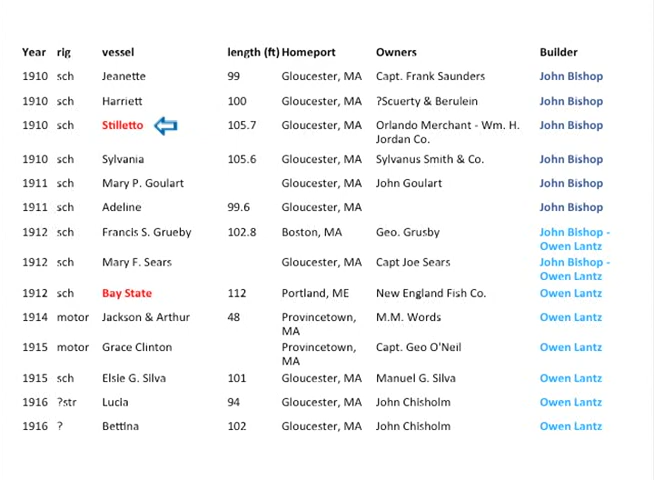 Year rig vessel length (ft) Homeport Owners Builder
1910 sch Jeanette 99 Gloucester, MA Capt. Frank Saunders John Bishop
1910 sch Harriett 100 Gloucester, MA ?Scuerty & Berulein John Bishop
1910 sch Stilletto 105.7 Gloucester, MA Orlando Merchant - Wm. H. John Bishop
Jordan Co.
1910 sch Sylvania 105.6 Gloucester, MA Sylvanus Smith & Co. John Bishop
1911 sch Mary P. Goulart Gloucester, MA John Goulart John Bishop
1911 sch Adeline 99.6 Gloucester, MA John Bishop
1912 sch Francis S. Grueby 102.8 Boston, MA Geo. Grusby John Bishop -
Owen Lantz
1912 sch Mary F. Sears Gloucester, MA Capt Joe Sears John Bishop -
Owen Lantz
1912 sch Bay State 112 Portland, ME New England Fish Co. Owen Lantz
1914 motor Jackson & Arthur 48 Provincetown, M.M. Words Owen Lantz
MA
1915 motor Grace Clinton Provincetown, Capt. Geo O'Neil Owen Lantz
MA
1915 sch Elsie G. Silva 101 Gloucester, MA Manuel G. Silva Owen Lantz
1916 ?str Lucia 94 Gloucester, MA John Chisholm Owen Lantz
1916 ? Bettina 102 Gloucester, MA John Chisholm Owen Lantz